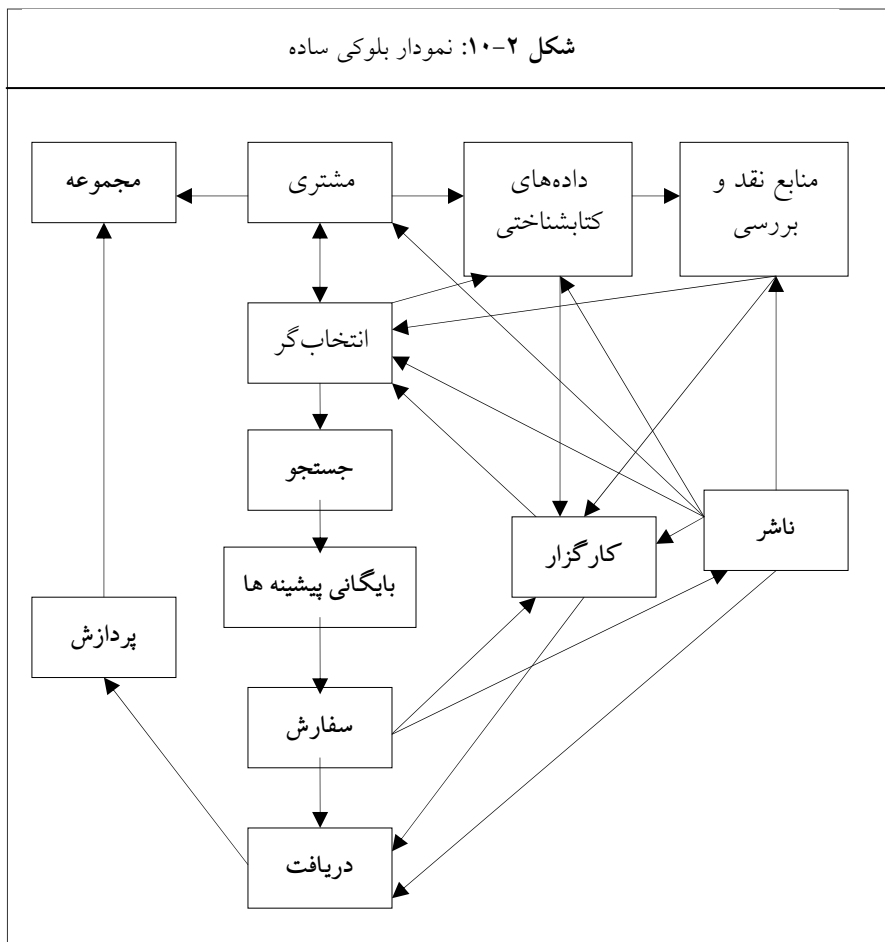 شکل ۲-۱۰: نمودار بلوکی ساده
منابع نقد و
بررسی
داده‌های
کتابشناختی
مشتری
مجموعه
انتخاب‌گر
جستجو
ناشر
کارگزار
بایگانی پیشینه ها
پردازش
سفارش
دریافت